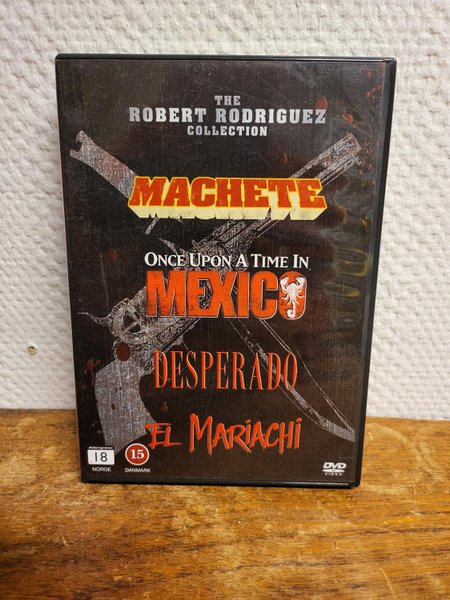 THE
ROBERT RODRIGUEZ
COLLECTION
MACHETE
ONCE UPON A TIME IN
MEXICO
DESPERADO
EL MARIACHI
18
NORGE
15
DANMARK
DVD
VIDEO